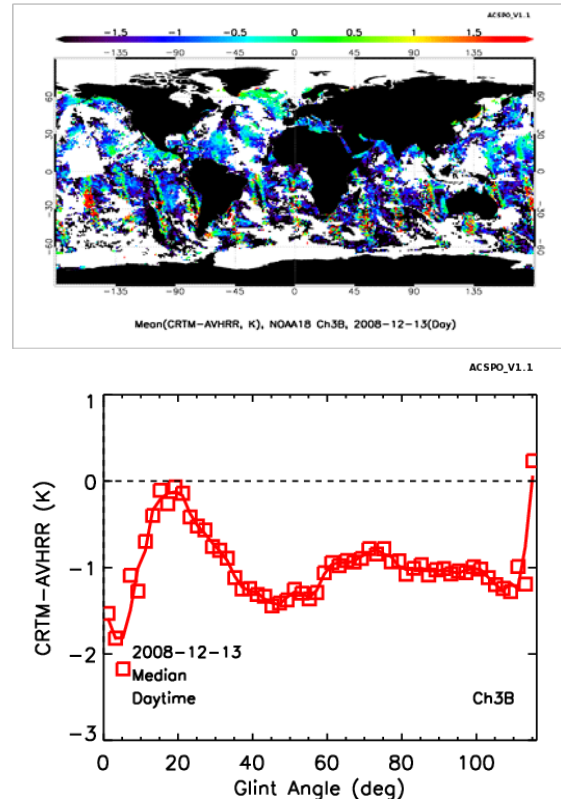 ACSPO_V1.1
-1.5 -1 -0.5 0 0.5 1 1.5
-135 -90 -45 0 45 90 135
60 60
30 30
0 0
-30 -30
-60 -60
-135 -90 -45 0 45 90 135
Mean(CRTM-AVHRR, K), NOAA18 Ch3B, 2008-12-13(Day)
ACSPO_V1.1
1
0
-1
-2
-3
CRTM-AVHRR (K)
2008-12-13
Median
Daytime
Ch3B
0 20 40 60 80 100
Glint Angle (deg)